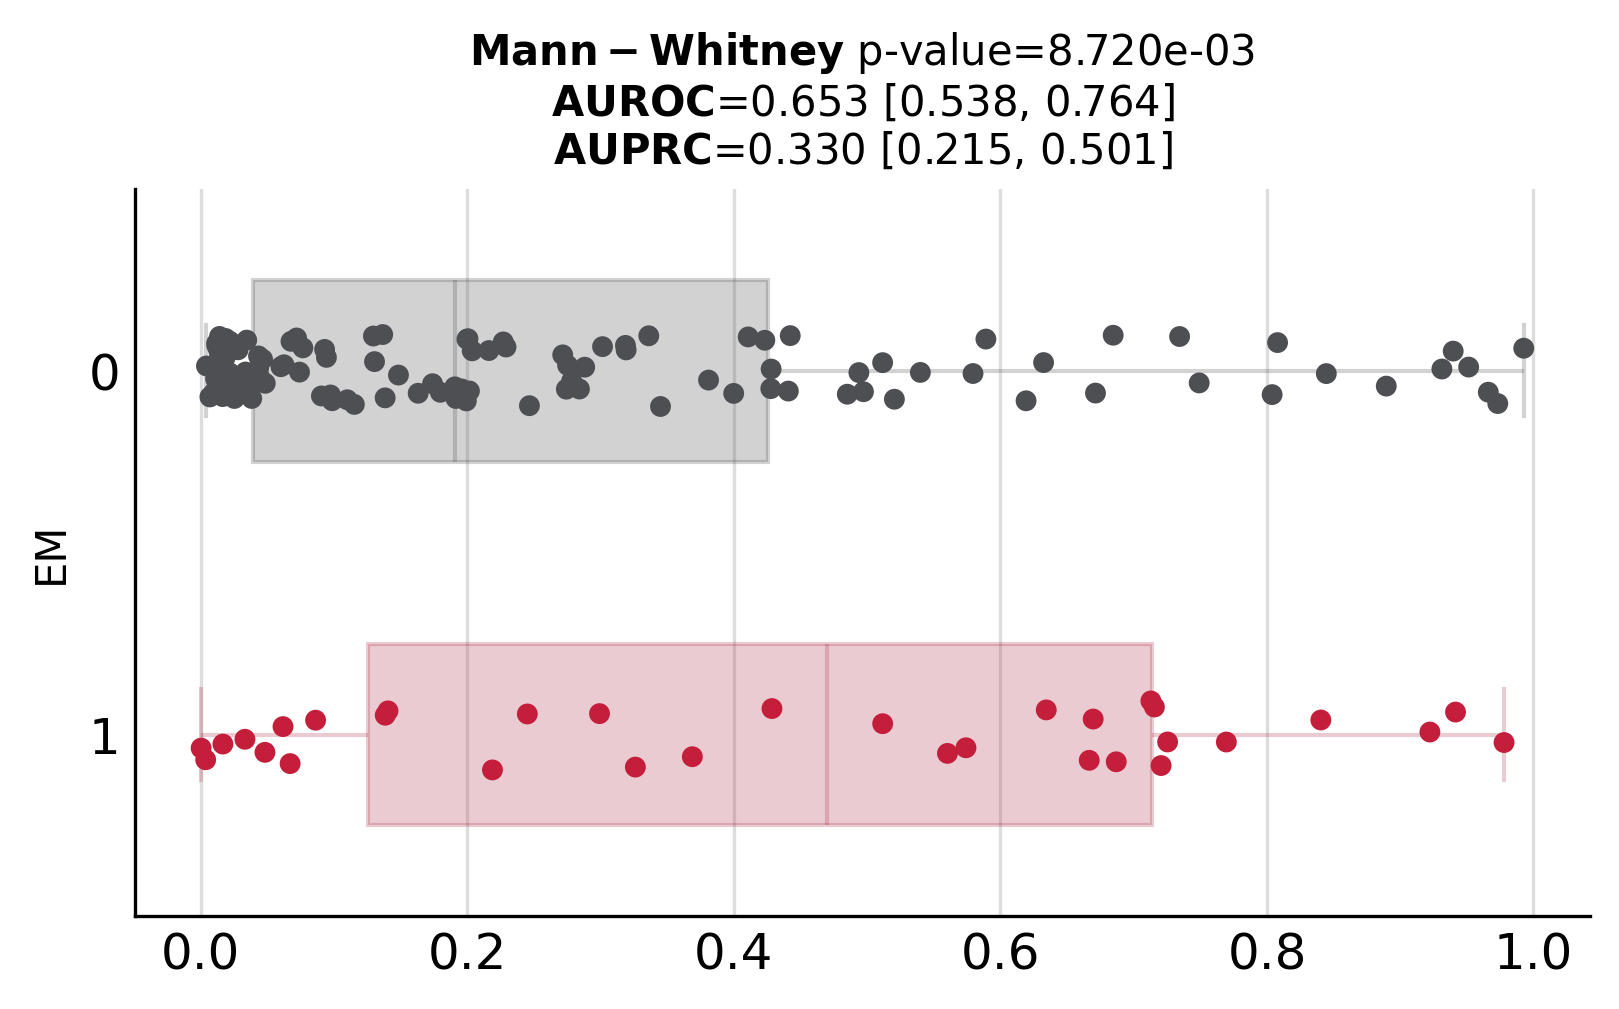 Mann − Whitney p-value=8.720e-03
AUROC=0.653 [0.538, 0.764]
AUPRC=0.330 [0.215, 0.501]
0
EM
1
0.0 0.2 0.4 0.6 0.8 1.0